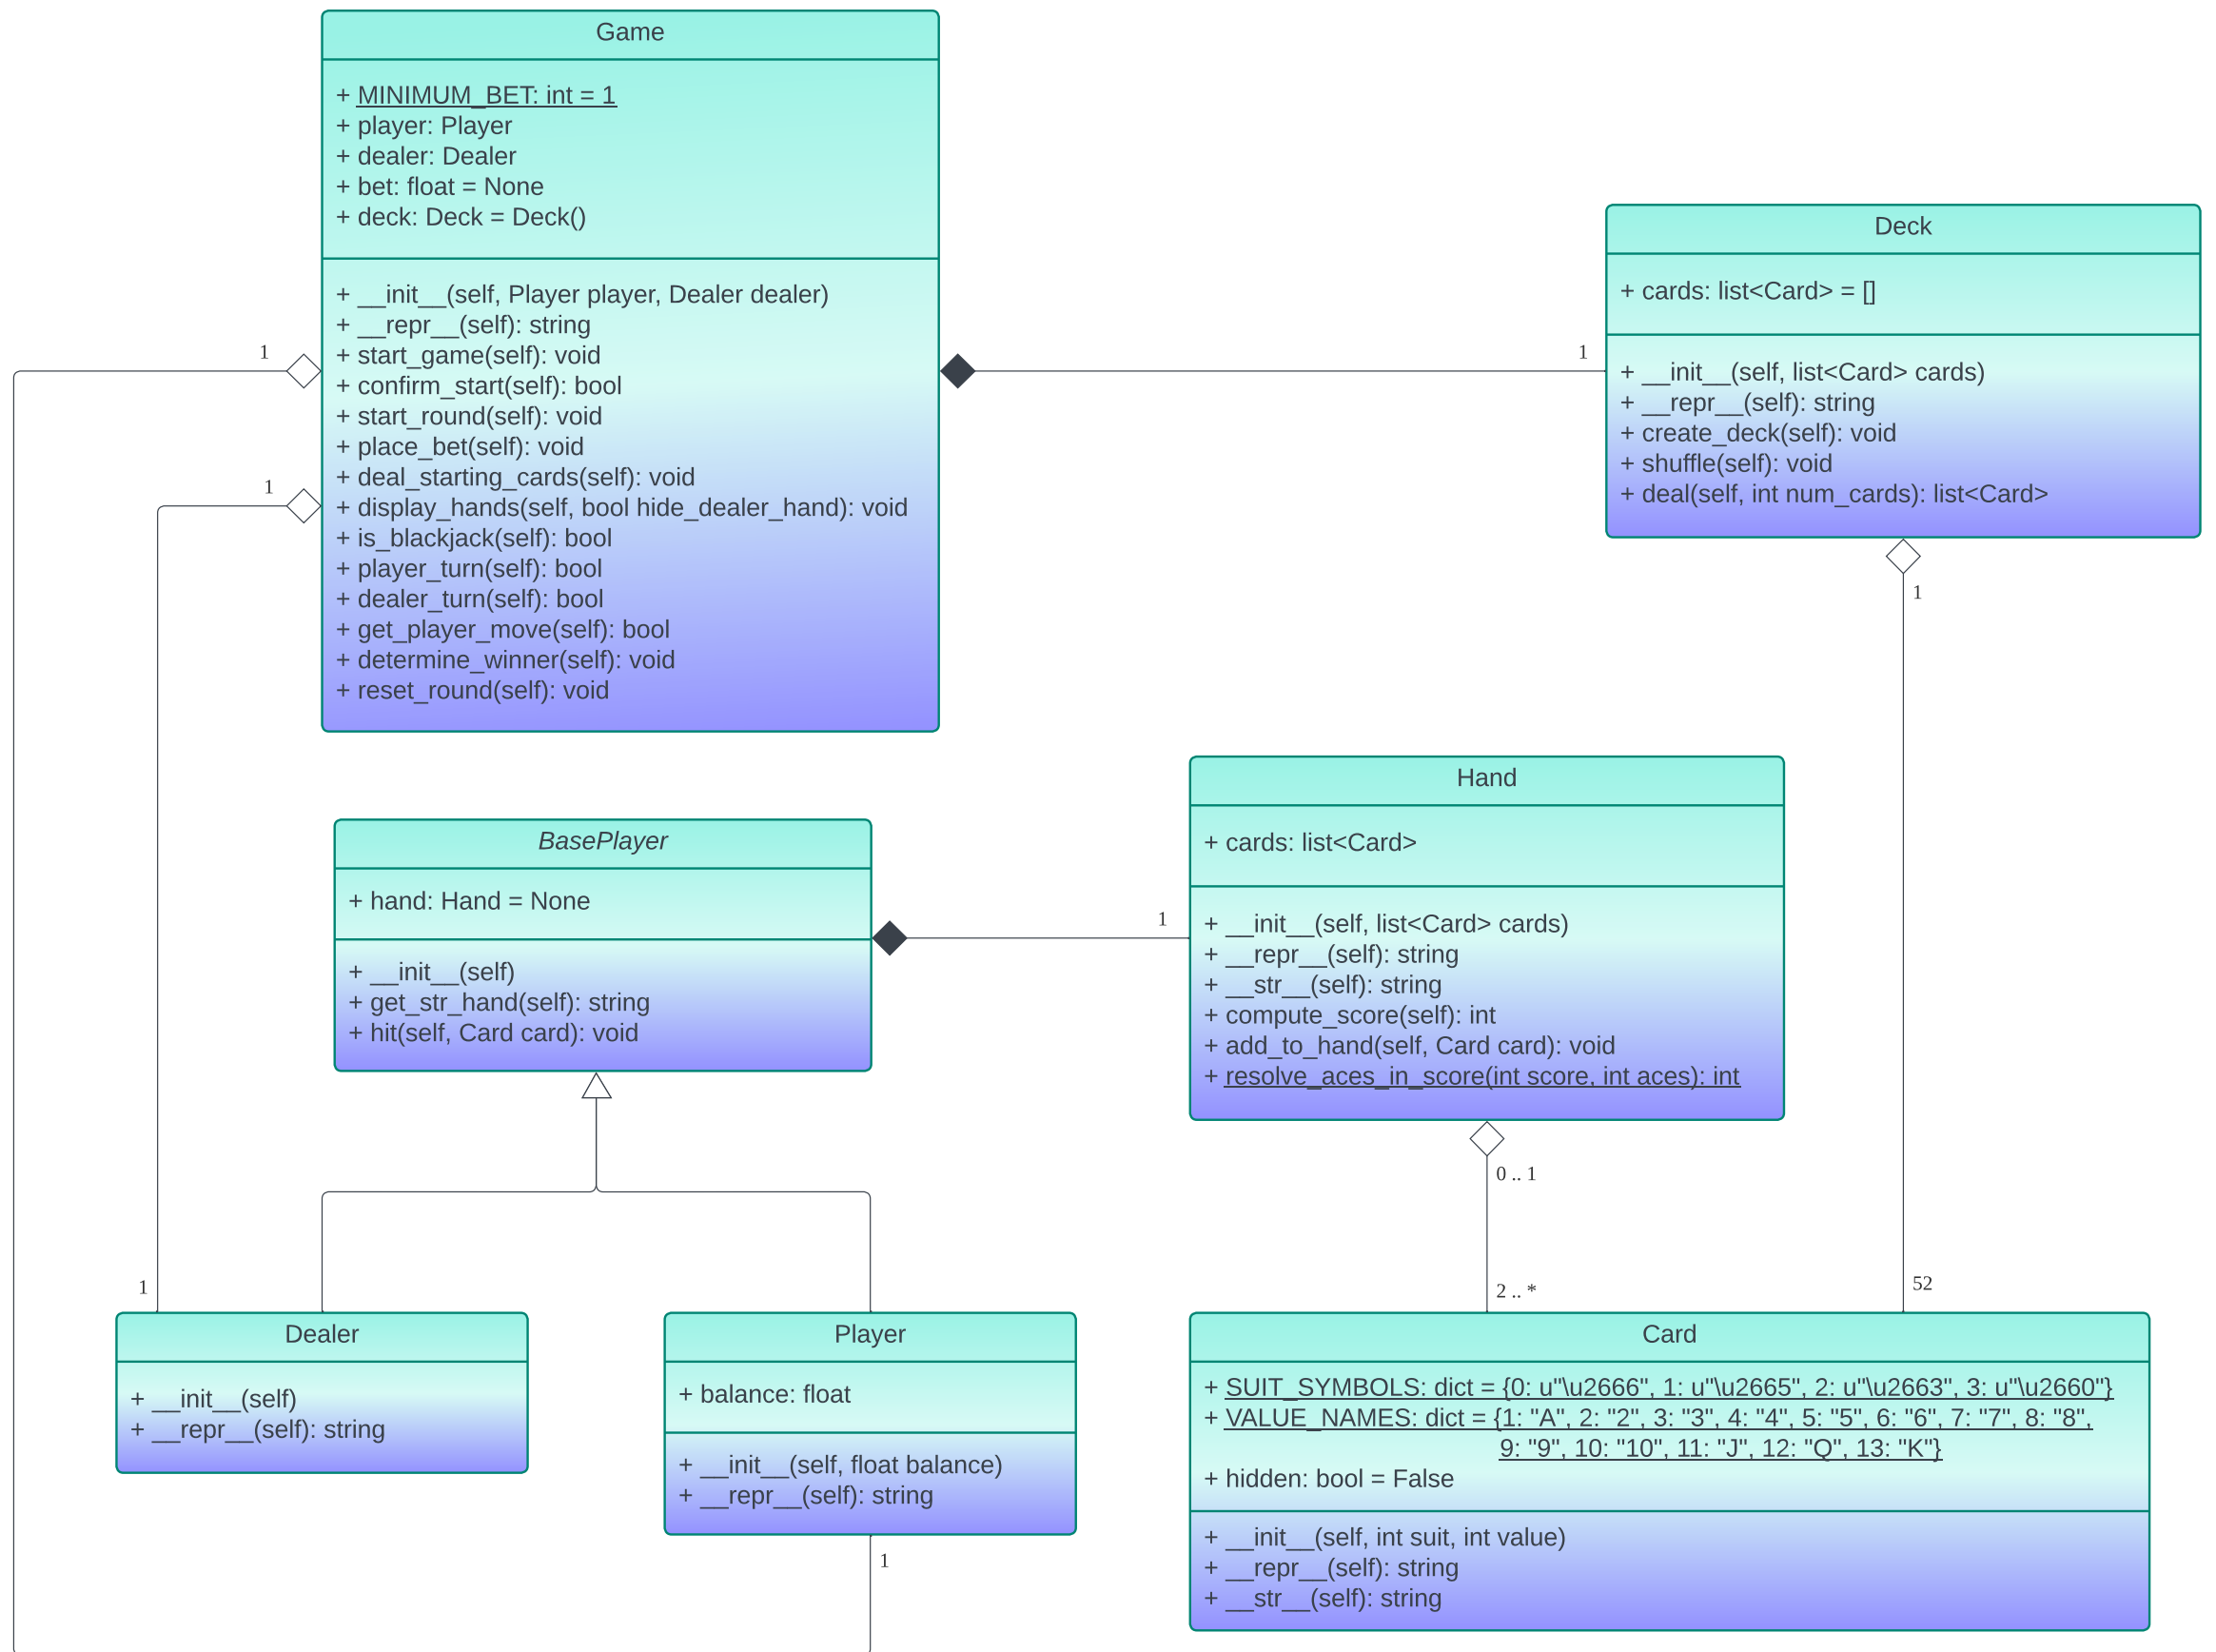 Game
+ MINIMUM_BET: int = 1
+ player: Player
+ dealer: Dealer
+ bet: float = None
+ deck: Deck = Deck()
+ __init__(self, Player player, Dealer dealer)
+ __repr__(self): string
+ start_game(self): void
+ confirm_start(self): bool
+ start_round(self): void
+ place_bet(self): void
+ deal_starting_cards(self): void
+ display_hands(self, bool hide_dealer_hand): void
+ is_blackjack(self): bool
+ player_turn(self): bool
+ dealer_turn(self): bool
+ get_player_move(self): bool
+ determine_winner(self): void
+ reset_round(self): void
1
1
1
Deck
+ cards: list<Card> = []
+ __init__(self, list<Card> cards)
+ __repr__(self): string
+ create_deck(self): void
+ shuffle(self): void
+ deal(self, int num_cards): list<Card>
1
BasePlayer
+ hand: Hand = None
+ __init__(self)
+ get_str_hand(self): string
+ hit(self, Card card): void
1
Hand
+ cards: list<Card>
+ __init__(self, list<Card> cards)
+ __repr__(self): string
+ __str__(self): string
+ compute_score(self): int
+ add_to_hand(self, Card card): void
+ resolve_aces_in_score(int score, int aces): int
0 .. 1
2 .. *
52
1
Dealer
+ __init__(self)
+ __repr__(self): string
Player
+ balance: float
+ __init__(self, float balance)
+ __repr__(self): string
1
Card
+ SUIT_SYMBOLS: dict = {0: u"\u2666", 1: u"\u2665", 2: u"\u2663", 3: u"\u2660"}
+ VALUE_NAMES: dict = {1: "A", 2: "2", 3: "3", 4: "4", 5: "5", 6: "6", 7: "7", 8: "8",
9: "9", 10: "10", 11: "J", 12: "Q", 13: "K"}
+ hidden: bool = False
+ __init__(self, int suit, int value)
+ __repr__(self): string
+ __str__(self): string